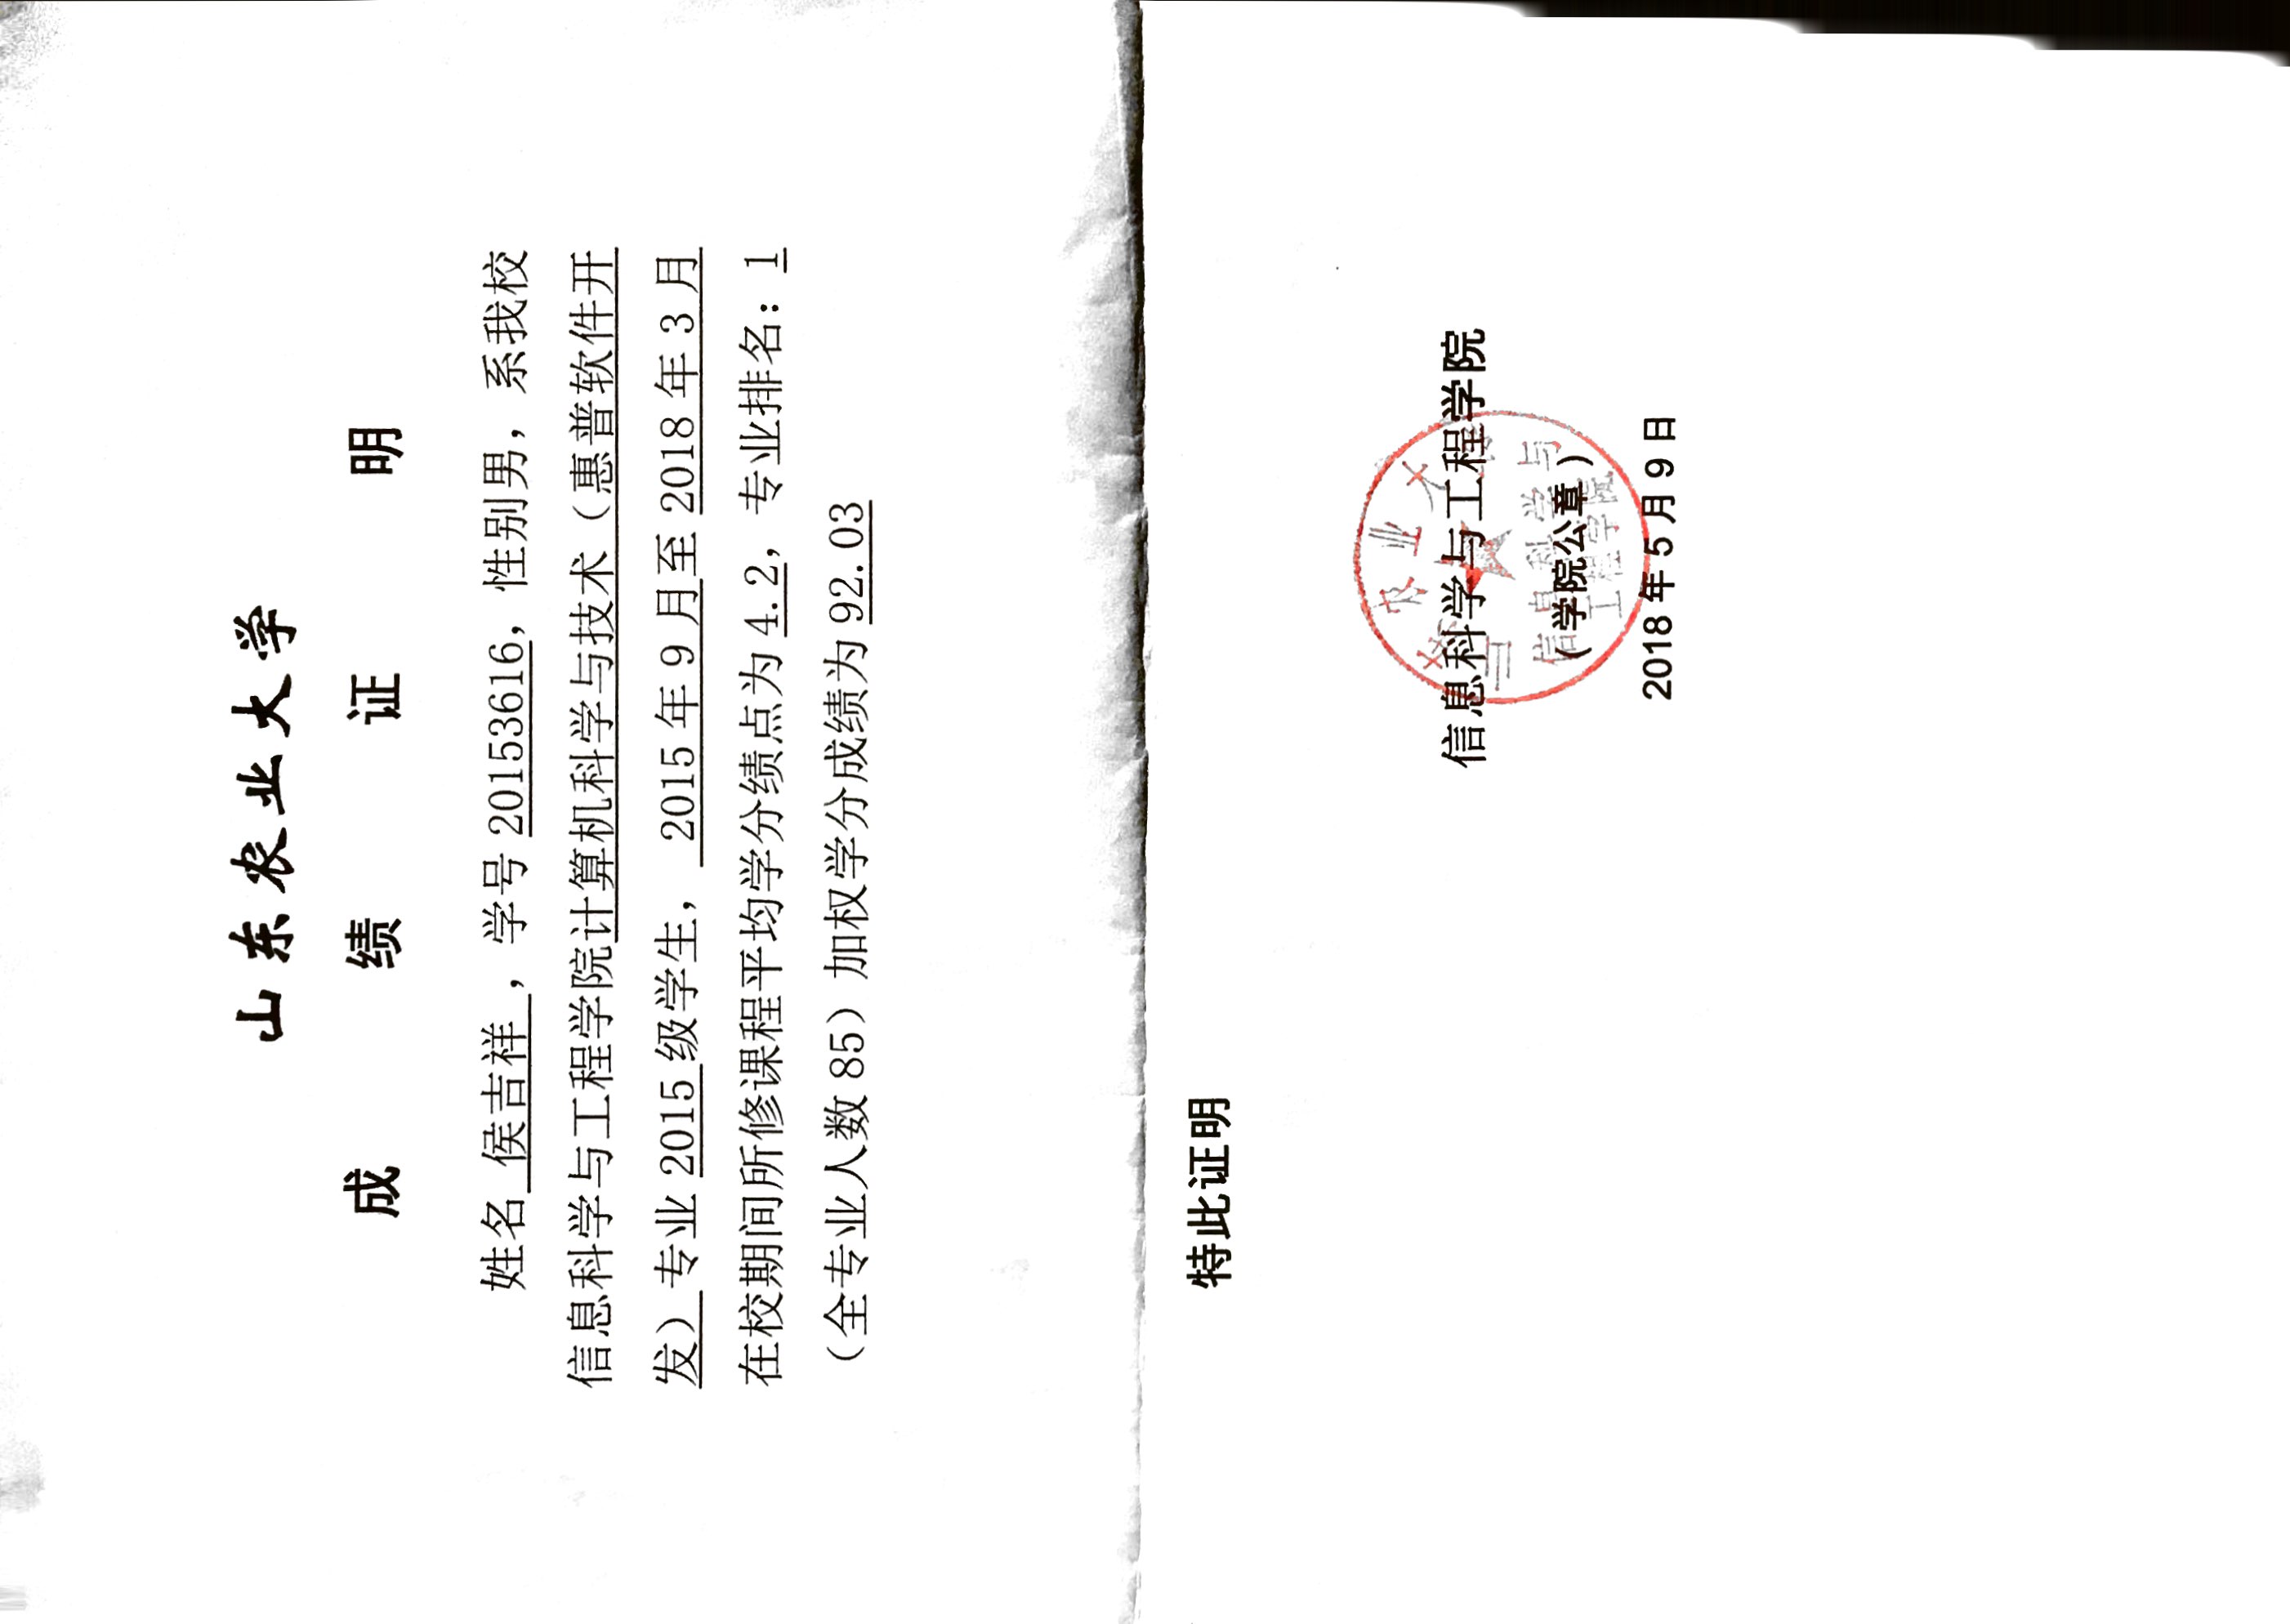 山东农业大学
成绩证明
姓名 侯吉祥 ，学号 20153616，性别男，系我校
信息科学与工程学院计算机科学与技术（惠普软件开
发）专业 2015 级学生， 2015 年 9 月至 2018 年 3 月
在校期间所修课程平均学分绩点为 4.2，专业排名：1
（全专业人数 85）加权学分成绩为 92.03
特此证明
山东农业大学
信息科学与工程学院
信息科学与
（学院公章）
工程学院
2018 年 5 月 9 日